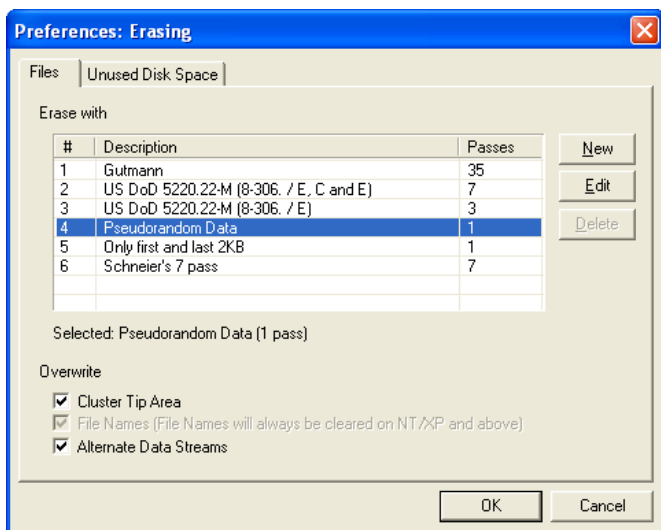 Preferences: Erasing
Files Unused Disk Space
Erase with
# Description Passes
1 Gutmann 35
2 US DoD 5220.22-M (8-306. / E, C and E) 7
3 US DoD 5220.22-M (8-306. / E) 3
4 Pseudorandom Data 1
5 Only first and last 2KB 1
6 Schneier's 7 pass 7
New
Edit
Delete
Selected: Pseudorandom Data (1 pass)
Overwrite
Cluster Tip Area
File Names (File Names will always be cleared on NT/XP and above)
Alternate Data Streams
OK Cancel